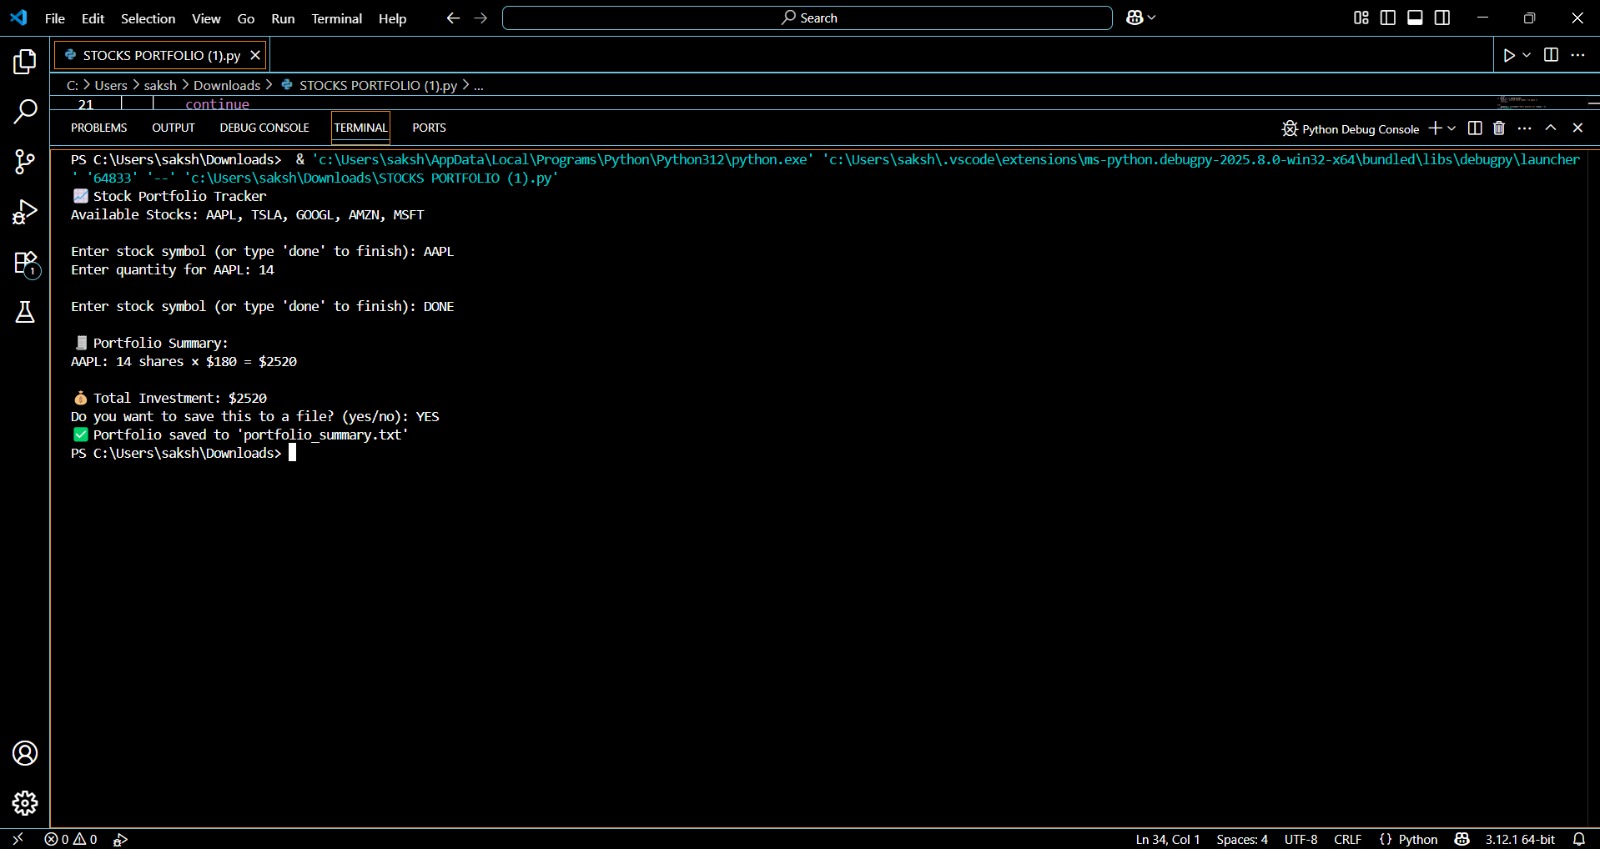 File Edit Selection View Go Run Terminal Help Search
STOCKS PORTFOLIO (1).py
C: > Users > saksh > Downloads > STOCKS PORTFOLIO (1).py > ...
21 continue
PROBLEMS OUTPUT DEBUG CONSOLE TERMINAL PORTS Python Debug Console
PS C:\Users\saksh\Downloads> & 'c:\Users\saksh\AppData\Local\Programs\Python\Python312\python.exe' 'c:\Users\saksh\.vscode\extensions\ms-python.debugpy-2025.8.0-win32-x64\bundled\libs\debugpy\launcher
' '64833' '--' 'c:\Users\saksh\Downloads\STOCKS PORTFOLIO (1).py'
📈 Stock Portfolio Tracker
Available Stocks: AAPL, TSLA, GOOGL, AMZN, MSFT
Enter stock symbol (or type 'done' to finish): AAPL
Enter quantity for AAPL: 14
Enter stock symbol (or type 'done' to finish): DONE
🧾 Portfolio Summary:
AAPL: 14 shares × $180 = $2520
💰 Total Investment: $2520
Do you want to save this to a file? (yes/no): YES
✅ Portfolio saved to 'portfolio_summary.txt'
PS C:\Users\saksh\Downloads>
1
0 0 Ln 34, Col 1 Spaces: 4 UTF-8 CRLF {} Python 3.12.1 64-bit